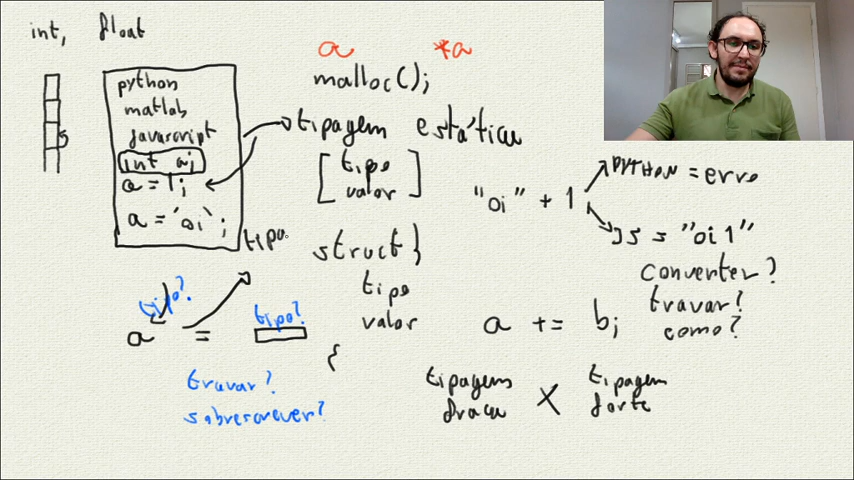 int, float
python
matlab
javascript
int a;
a = 1;
a = 'oi';
a *a
malloc();
tipagem estática
[tipo
valor]
struct }
tipo
valor
{
"oi" + 1
PYTHON = erro
JS = "oi1"
converter?
travar?
como?
a += b;
tipagem
fraca
X
tipagem
forte
tipo?
a =
tipo?
travar?
sobrescrever?